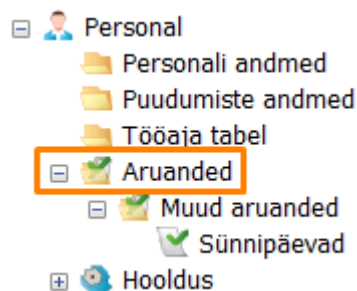 Personal
Personali andmed
Puudumiste andmed
Tööaja tabel
Aruanded
Muud aruanded
Sünnipäevad
Hooldus